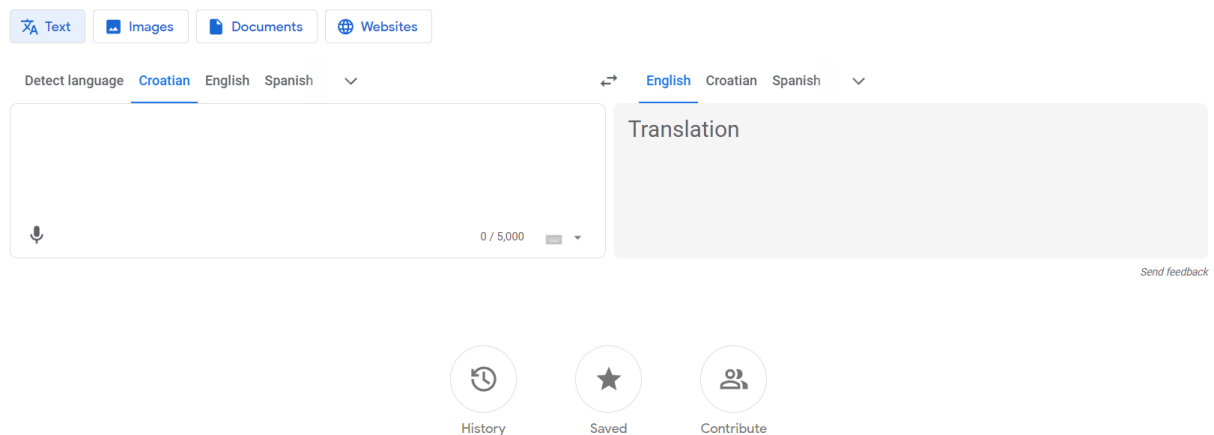 Text Images Documents Websites
Detect language Croatian English Spanish English Croatian Spanish
Translation
0 / 5,000
Send feedback
History Saved Contribute